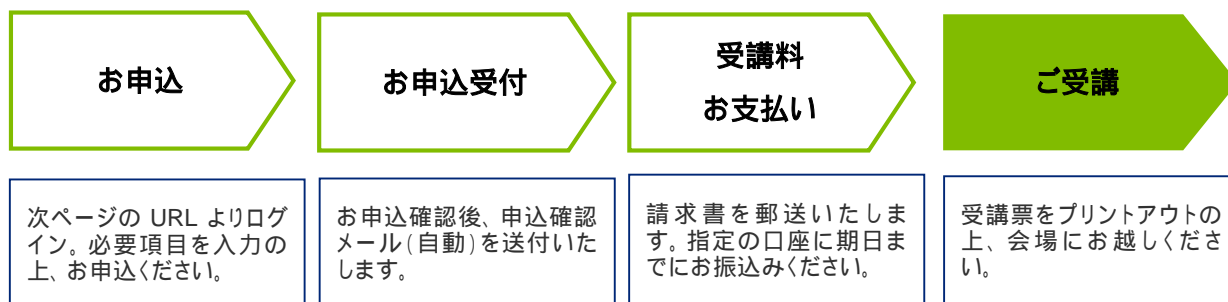 お申込
お申込受付
受講料
お支払い
ご受講
次ページの URL よりログ
イン。必要項目を入力の
上、お申込ください。
お申込確認後、申込確認
メール(自動)を送付いた
します。
請求書を郵送いたしま
す。指定の口座に期日ま
でにお振込みください。
受講票をプリントアウトの
上、会場にお越しくださ
い。